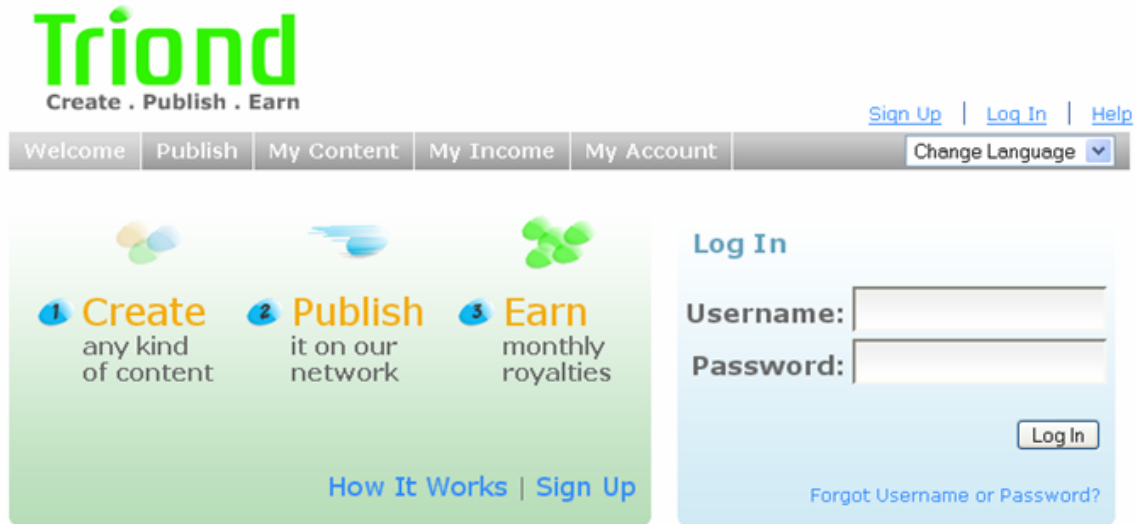 Triond
Create . Publish . Earn
Sign Up | Log In | Help
Welcome Publish My Content My Income My Account Change Language
1 Create
any kind
of content
2 Publish
it on our
network
3 Earn
monthly
royalties
How It Works | Sign Up
Log In
Username:
Password:
Log In
Forgot Username or Password?